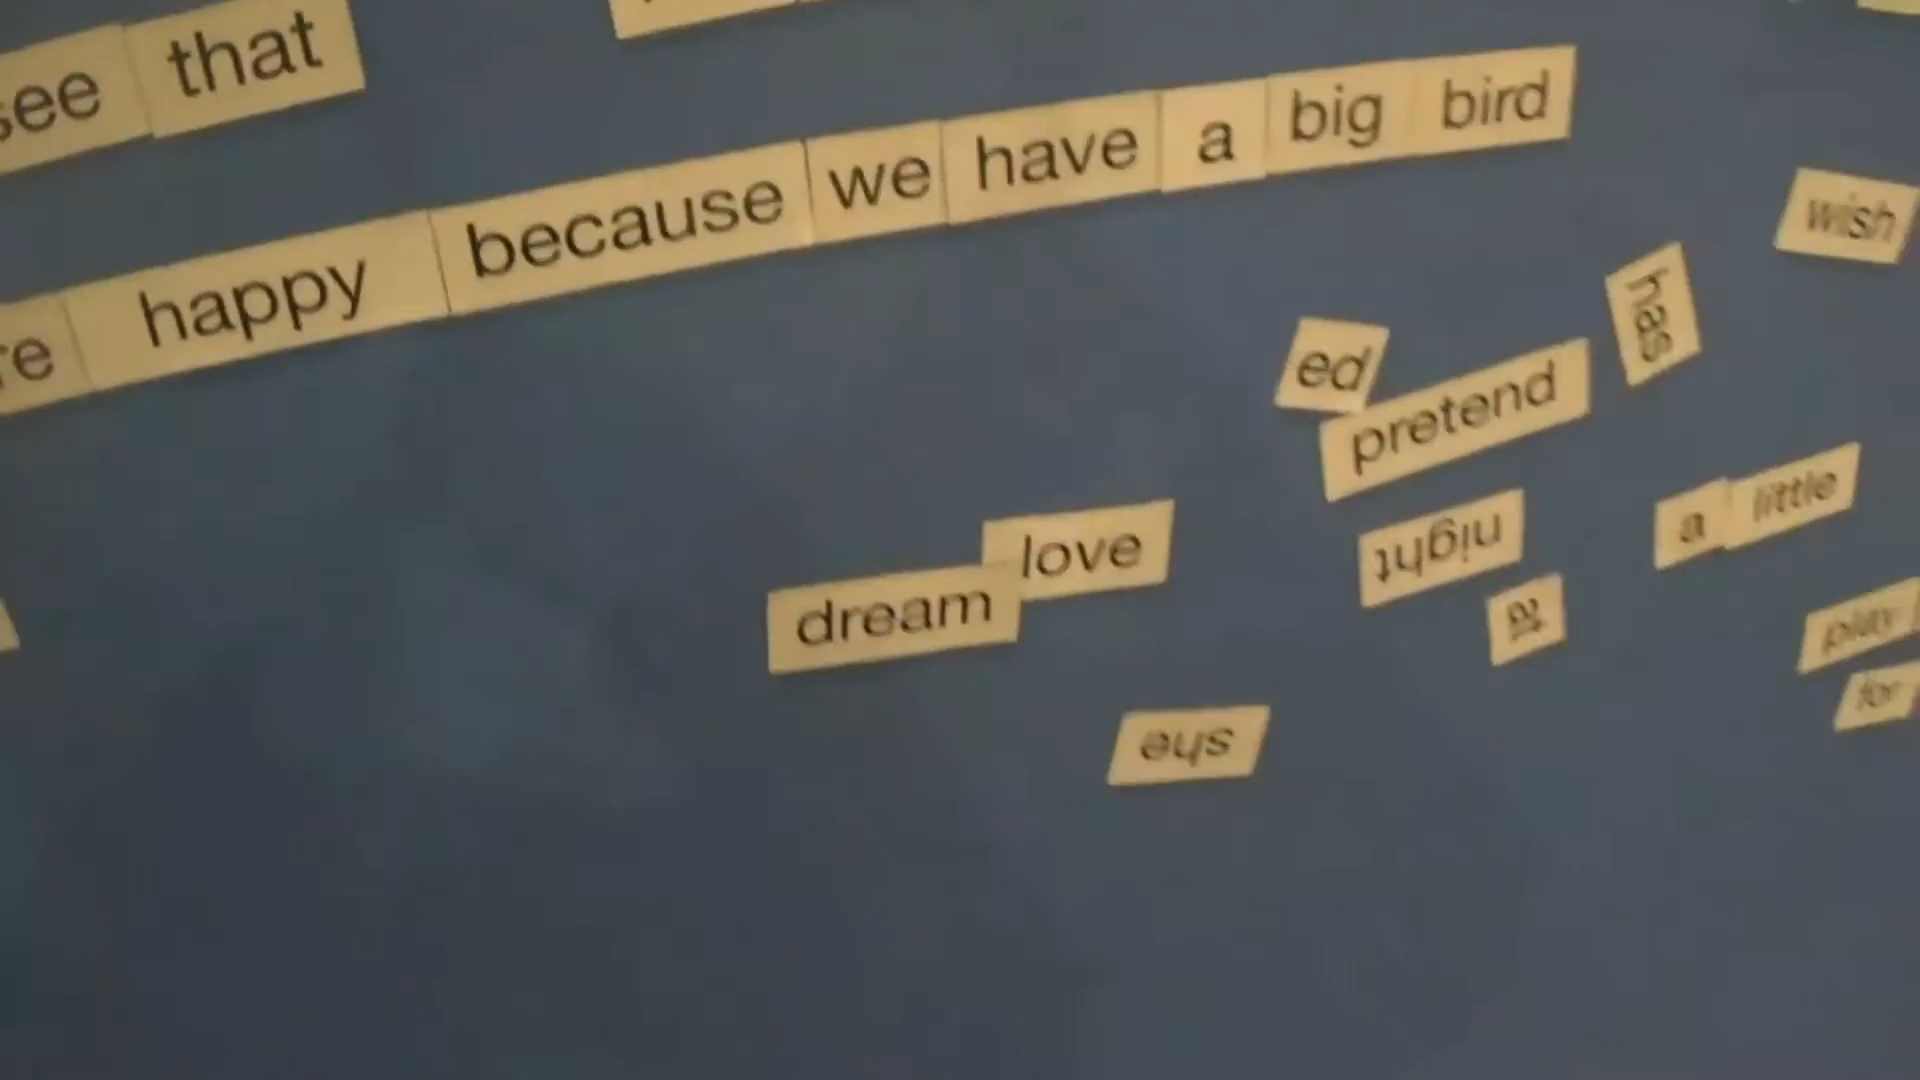 see that
re happy because we have a big bird
wish
has
ed
pretend
a little
love
night
dream
at
play
for
she